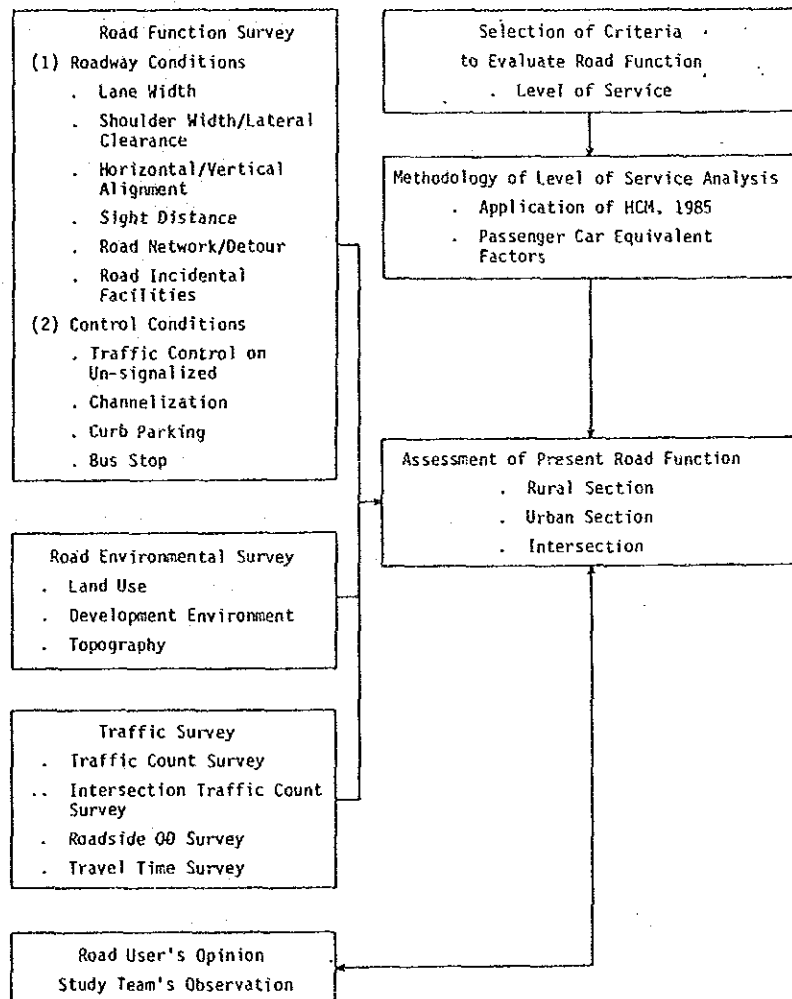 Road Function Survey
(1) Roadway Conditions
. Lane Width
. Shoulder Width/Lateral
Clearance
. Horizontal/Vertical
Alignment
. Sight Distance
. Road Network/Detour
. Road Incidental
Facilities
(2) Control Conditions
. Traffic Control on
Un-signalized
. Channelization
. Curb Parking
. Bus Stop
Road Environmental Survey
. Land Use
. Development Environment
. Topography
Traffic Survey
. Traffic Count Survey
.. Intersection Traffic Count
Survey
. Roadside OD Survey
. Travel Time Survey
Road User's Opinion
Study Team's Observation
Selection of Criteria
to Evaluate Road Function
. Level of Service
Methodology of Level of Service Analysis
. Application of HCM, 1985
. Passenger Car Equivalent
Factors
Assessment of Present Road Function
. Rural Section
. Urban Section
. Intersection